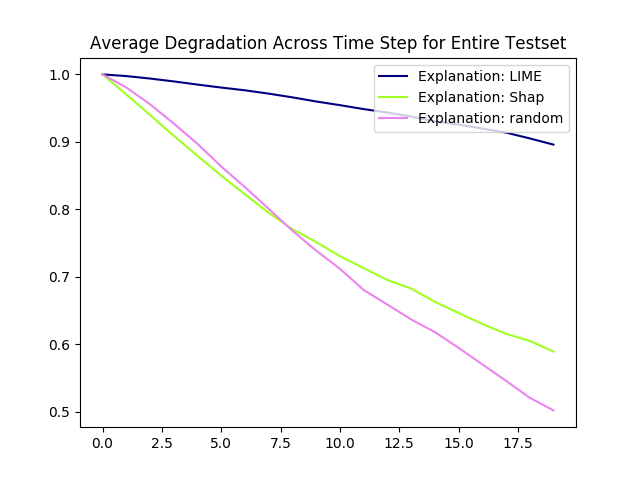 Average Degradation Across Time Step for Entire Testset
1.0
0.9
0.8
0.7
0.6
0.5
Explanation: LIME
Explanation: Shap
Explanation: random
0.0 2.5 5.0 7.5 10.0 12.5 15.0 17.5